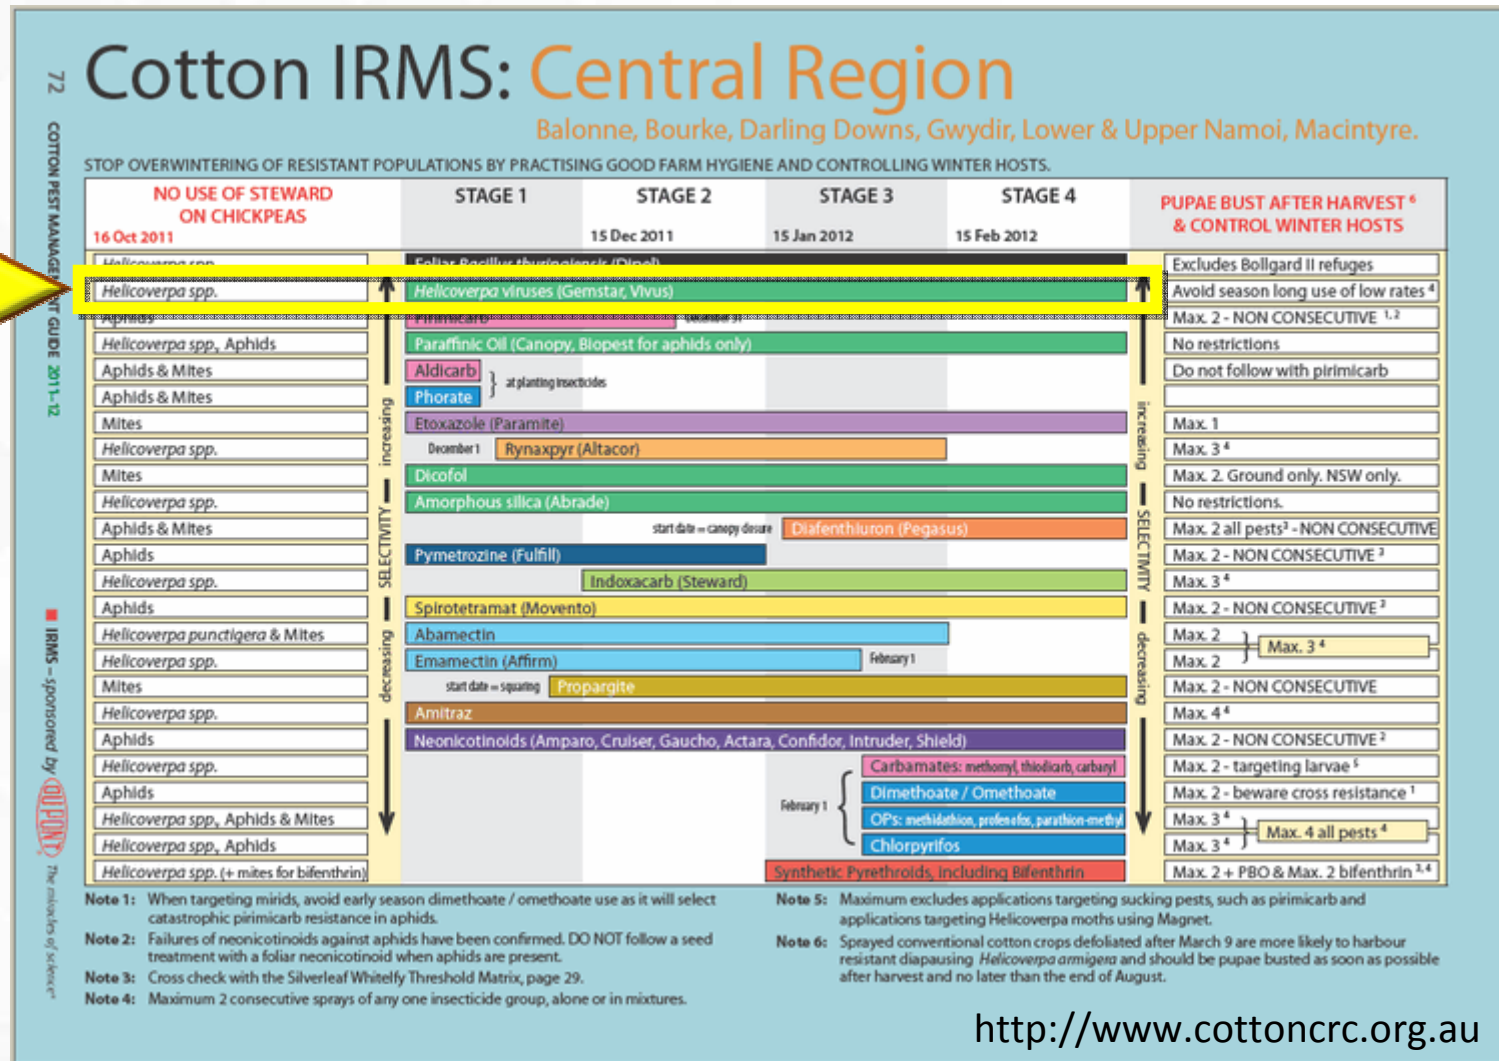 Cotton IRMS: Central Region
Balonne, Bourke, Darling Downs, Gwydir, Lower & Upper Namoi, Macintyre.
STOP OVERWINTERING OF RESISTANT POPULATIONS BY PRACTISING GOOD FARM HYGIENE AND CONTROLLING WINTER HOSTS.
NO USE OF STEWARD
ON CHICKPEAS
16 Oct 2011
STAGE 1
STAGE 2
15 Dec 2011
STAGE 3
15 Jan 2012
STAGE 4
15 Feb 2012
PUPAE BUST AFTER HARVEST 6
& CONTROL WINTER HOSTS
Helicoverpa spp. Foliar Bacillus thuringiensis (Dipel) Excludes Bollgard II refuges
Helicoverpa spp. Helicoverpa viruses (Gemstar, Vivus) Avoid season long use of low rates 4
Aphids Pirimicarb December 31 Max. 2 - NON CONSECUTIVE 1, 2
Helicoverpa spp., Aphids Paraffinic Oil (Canopy, Biopest for aphids only) No restrictions
Aphids & Mites Aldicarb Do not follow with pirimicarb
at planting insecticides
Aphids & Mites Phorate
Mites Etoxazole (Paramite) Max. 1
Helicoverpa spp. December 1 Rynaxpyr (Altacor) Max. 3 4
Mites Dicofol Max. 2. Ground only. NSW only.
Helicoverpa spp. Amorphous silica (Abrade) No restrictions.
Aphids & Mites start date = canopy closure Diafenthiuron (Pegasus) Max. 2 all pests3 - NON CONSECUTIVE
Aphids Pymetrozine (Fulfill) Max. 2 - NON CONSECUTIVE 3
Helicoverpa spp. Indoxacarb (Steward) Max. 3 4
Aphids Spirotetramat (Movento) Max. 2 - NON CONSECUTIVE 3
Helicoverpa punctigera & Mites Abamectin Max. 2
Max. 3 4
Helicoverpa spp. Emamectin (Affirm) February 1 Max. 2
Mites start date = squaring Propargite Max. 2 - NON CONSECUTIVE
Helicoverpa spp. Amitraz Max. 4 4
Aphids Neonicotinoids (Amparo, Cruiser, Gaucho, Actara, Confidor, Intruder, Shield) Max. 2 - NON CONSECUTIVE 2
Helicoverpa spp. Carbamates: methomyl, thiodicarb, carbaryl Max. 2 - targeting larvae 5
Aphids Dimethoate / Omethoate Max. 2 - beware cross resistance 1
February 1
Helicoverpa spp., Aphids & Mites OPs: methidathion, profenofos, parathion-methyl Max. 3 4
Max. 4 all pests 4
Helicoverpa spp., Aphids Chlorpyrifos Max. 3 4
Helicoverpa spp. (+ mites for bifenthrin) Synthetic Pyrethroids, including Bifenthrin Max. 2 + PBO & Max. 2 bifenthrin 3,4
decreasing SELECTIVITY increasing
increasing SELECTIVITY decreasing
Note 1: When targeting mirids, avoid early season dimethoate / omethoate use as it will select
catastrophic pirimicarb resistance in aphids.
Note 2: Failures of neonicotinoids against aphids have been confirmed. DO NOT follow a seed
treatment with a foliar neonicotinoid when aphids are present.
Note 3: Cross check with the Silverleaf Whitefly Threshold Matrix, page 29.
Note 4: Maximum 2 consecutive sprays of any one insecticide group, alone or in mixtures.
Note 5: Maximum excludes applications targeting sucking pests, such as pirimicarb and
applications targeting Helicoverpa moths using Magnet.
Note 6: Sprayed conventional cotton crops defoliated after March 9 are more likely to harbour
resistant diapausing Helicoverpa armigera and should be pupae busted as soon as possible
after harvest and no later than the end of August.
72 COTTON PEST MANAGEMENT GUIDE 2011–12
IRMS – sponsored by DUPONT The miracles of science
http://www.cottoncrc.org.au